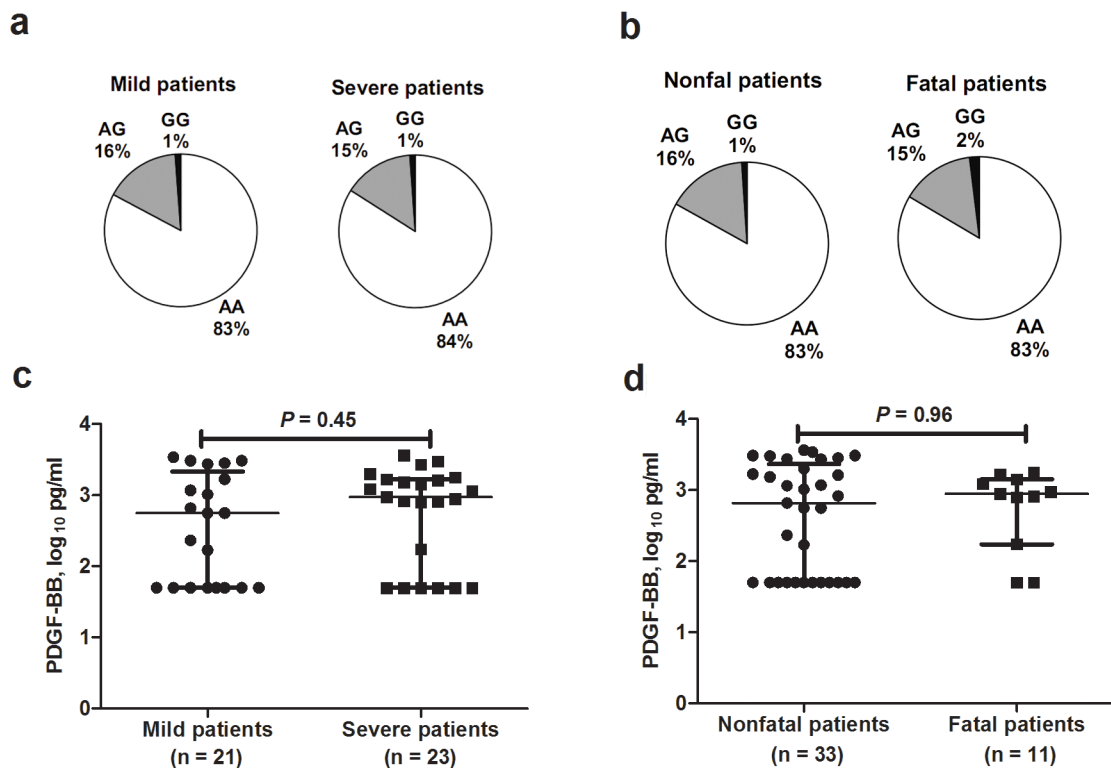 a
Mild patients
AG
16%
GG
1%
AA
83%
Severe patients
AG
15%
GG
1%
AA
84%
b
Nonfal patients
AG
16%
GG
1%
AA
83%
Fatal patients
AG
15%
GG
2%
AA
83%
c
P = 0.45
PDGF-BB, log10 pg/ml
4
3
2
1
0
Mild patients
(n = 21)
Severe patients
(n = 23)
d
P = 0.96
PDGF-BB, log10 pg/ml
4
3
2
1
0
Nonfatal patients
(n = 33)
Fatal patients
(n = 11)